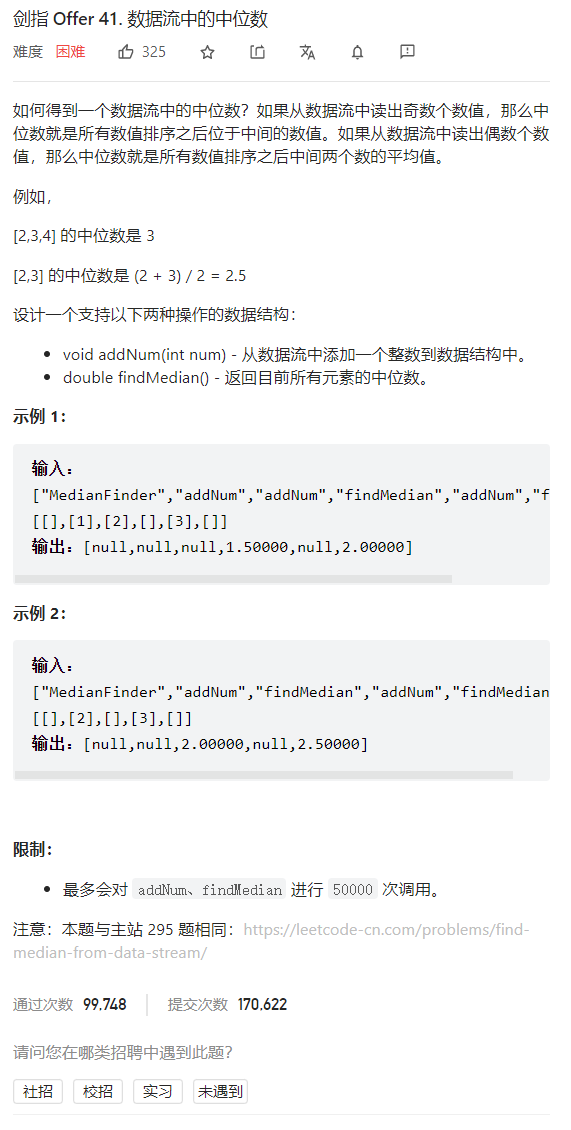 剑指 Offer 41. 数据流中的中位数
难度 困难 325
如何得到一个数据流中的中位数？如果从数据流中读出奇数个数值，那么中
位数就是所有数值排序之后位于中间的数值。如果从数据流中读出偶数个数
值，那么中位数就是所有数值排序之后中间两个数的平均值。
例如，
[2,3,4] 的中位数是 3
[2,3] 的中位数是 (2 + 3) / 2 = 2.5
设计一个支持以下两种操作的数据结构：
• void addNum(int num) - 从数据流中添加一个整数到数据结构中。
• double findMedian() - 返回目前所有元素的中位数。
示例 1：
输入：
["MedianFinder","addNum","addNum","findMedian","addNum","f
[[],[1],[2],[],[3],[]]
输出：[null,null,null,1.50000,null,2.00000]
示例 2：
输入：
["MedianFinder","addNum","findMedian","addNum","findMedian
[[],[2],[],[3],[]]
输出：[null,null,2.00000,null,2.50000]
限制：
• 最多会对 addNum、findMedian 进行 50000 次调用。
注意：本题与主站 295 题相同：https://leetcode-cn.com/problems/find-
median-from-data-stream/
通过次数 99,748 提交次数 170,622
请问您在哪类招聘中遇到此题？
社招 校招 实习 未遇到